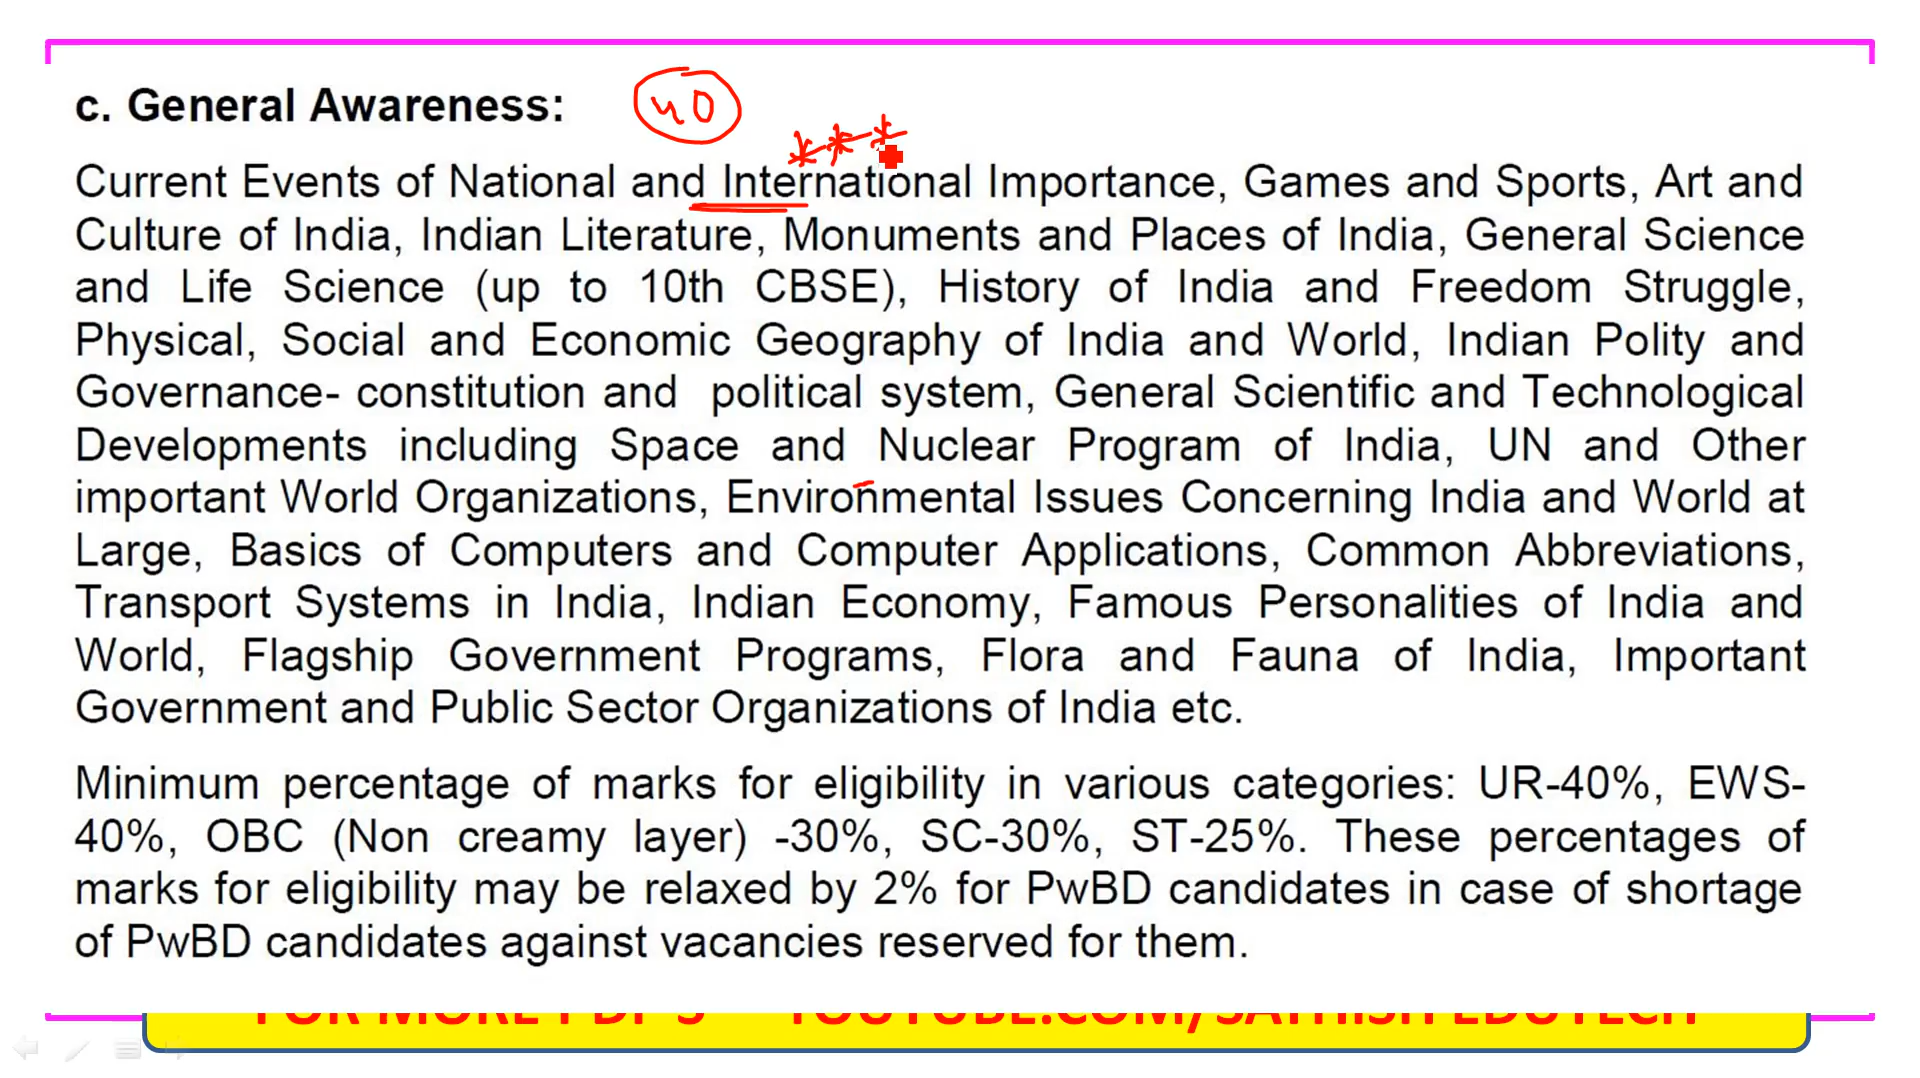 c. General Awareness: 40
Current Events of National and International Importance, Games and Sports, Art and
Culture of India, Indian Literature, Monuments and Places of India, General Science
and Life Science (up to 10th CBSE), History of India and Freedom Struggle,
Physical, Social and Economic Geography of India and World, Indian Polity and
Governance- constitution and political system, General Scientific and Technological
Developments including Space and Nuclear Program of India, UN and Other
important World Organizations, Environmental Issues Concerning India and World at
Large, Basics of Computers and Computer Applications, Common Abbreviations,
Transport Systems in India, Indian Economy, Famous Personalities of India and
World, Flagship Government Programs, Flora and Fauna of India, Important
Government and Public Sector Organizations of India etc.
Minimum percentage of marks for eligibility in various categories: UR-40%, EWS-
40%, OBC (Non creamy layer) -30%, SC-30%, ST-25%. These percentages of
marks for eligibility may be relaxed by 2% for PwBD candidates in case of shortage
of PwBD candidates against vacancies reserved for them.
FOR MORE PDF'S YOUTUBE.COM/SATHISH EDUTECH